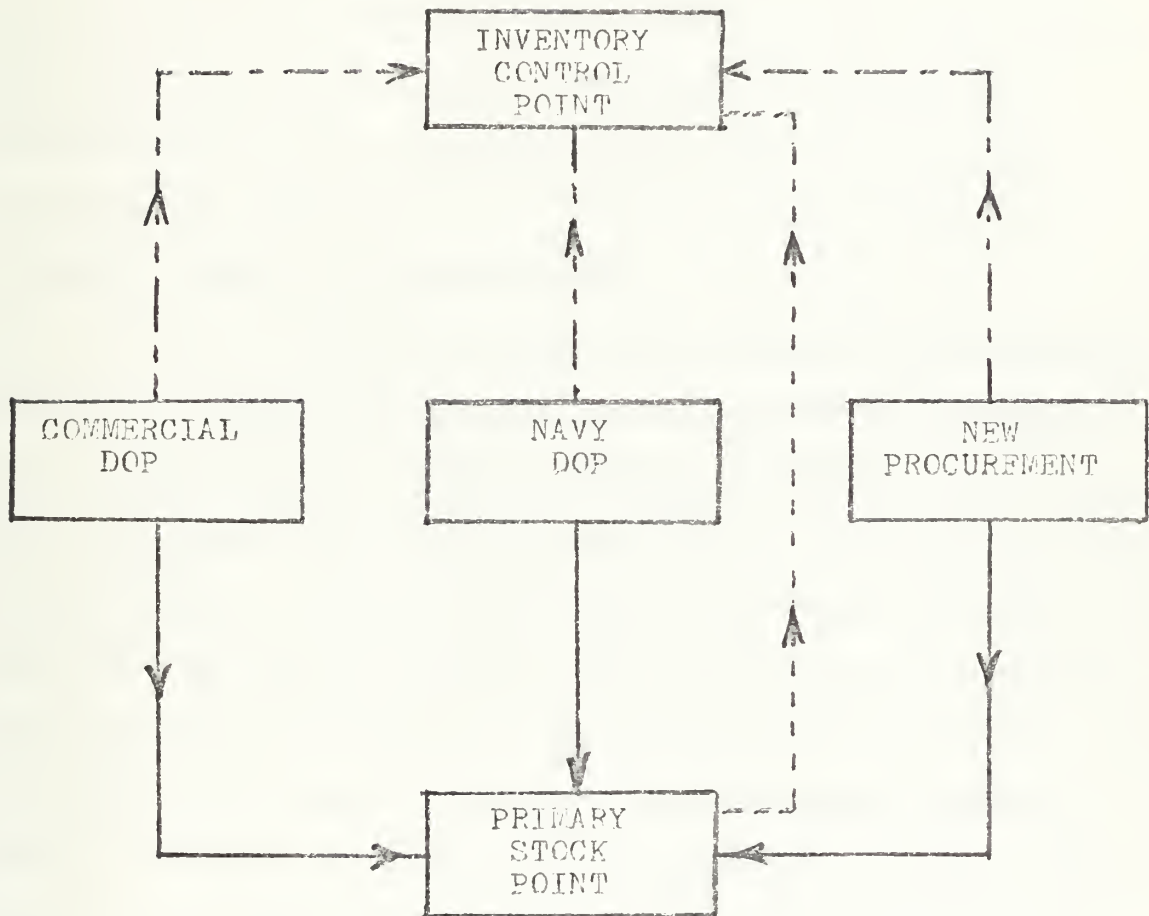 INVENTORY
CONTROL
POINT
COMMERCIAL
DOP
NAVY
DOP
NEW
PROCUREMENT
PRIMARY
STOCK
POINT